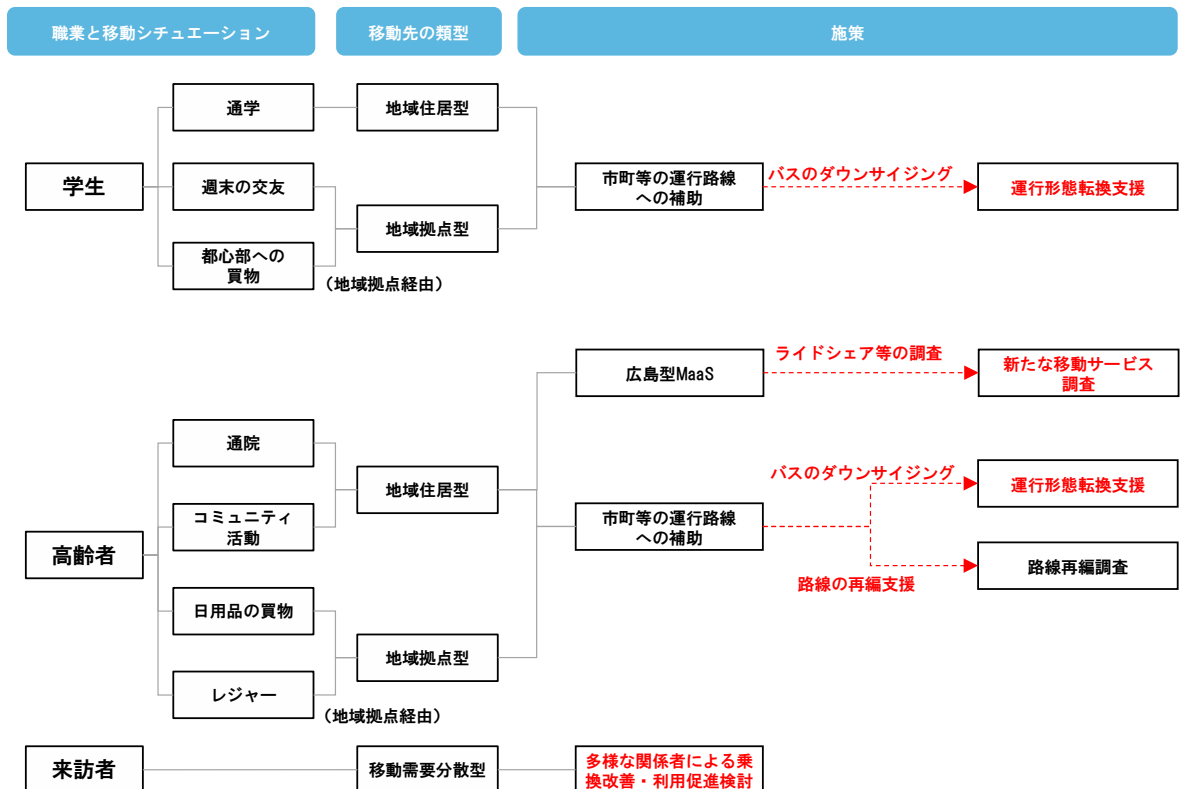 職業と移動シチュエーション
移動先の類型
施策
学生
通学
週末の交友
都心部への
買物
(地域拠点経由)
地域住居型
地域拠点型
市町等の運行路線
への補助
バスのダウンサイジング
運行形態転換支援
高齢者
通院
コミュニティ
活動
日用品の買物
レジャー
(地域拠点経由)
地域住居型
地域拠点型
広島型MaaS
ライドシェア等の調査
新たな移動サービス
調査
市町等の運行路線
への補助
バスのダウンサイジング
運行形態転換支援
路線の再編支援
路線再編調査
来訪者
移動需要分散型
多様な関係者による乗
換改善・利用促進検討